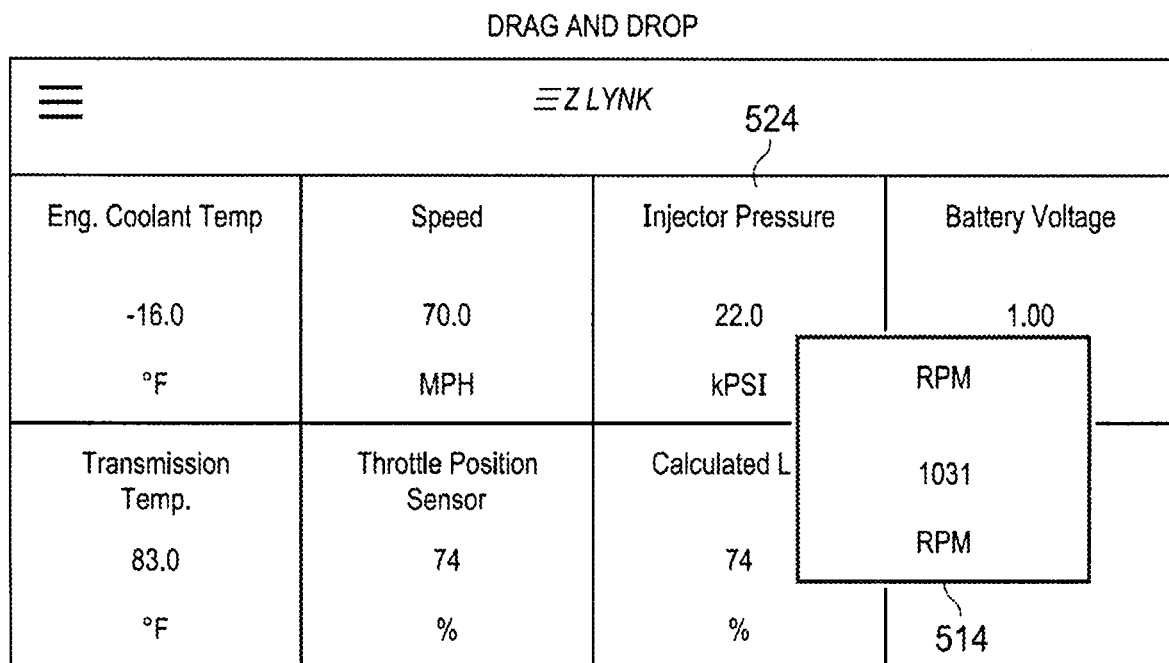 DRAG AND DROP
≡Z LYNK
524
Eng. Coolant Temp
Speed
Injector Pressure
Battery Voltage
-16.0
70.0
22.0
1.00
°F
MPH
kPSI
RPM
1031
RPM
Transmission
Temp.
Throttle Position
Sensor
Calculated L
83.0
74
74
°F
%
%
514